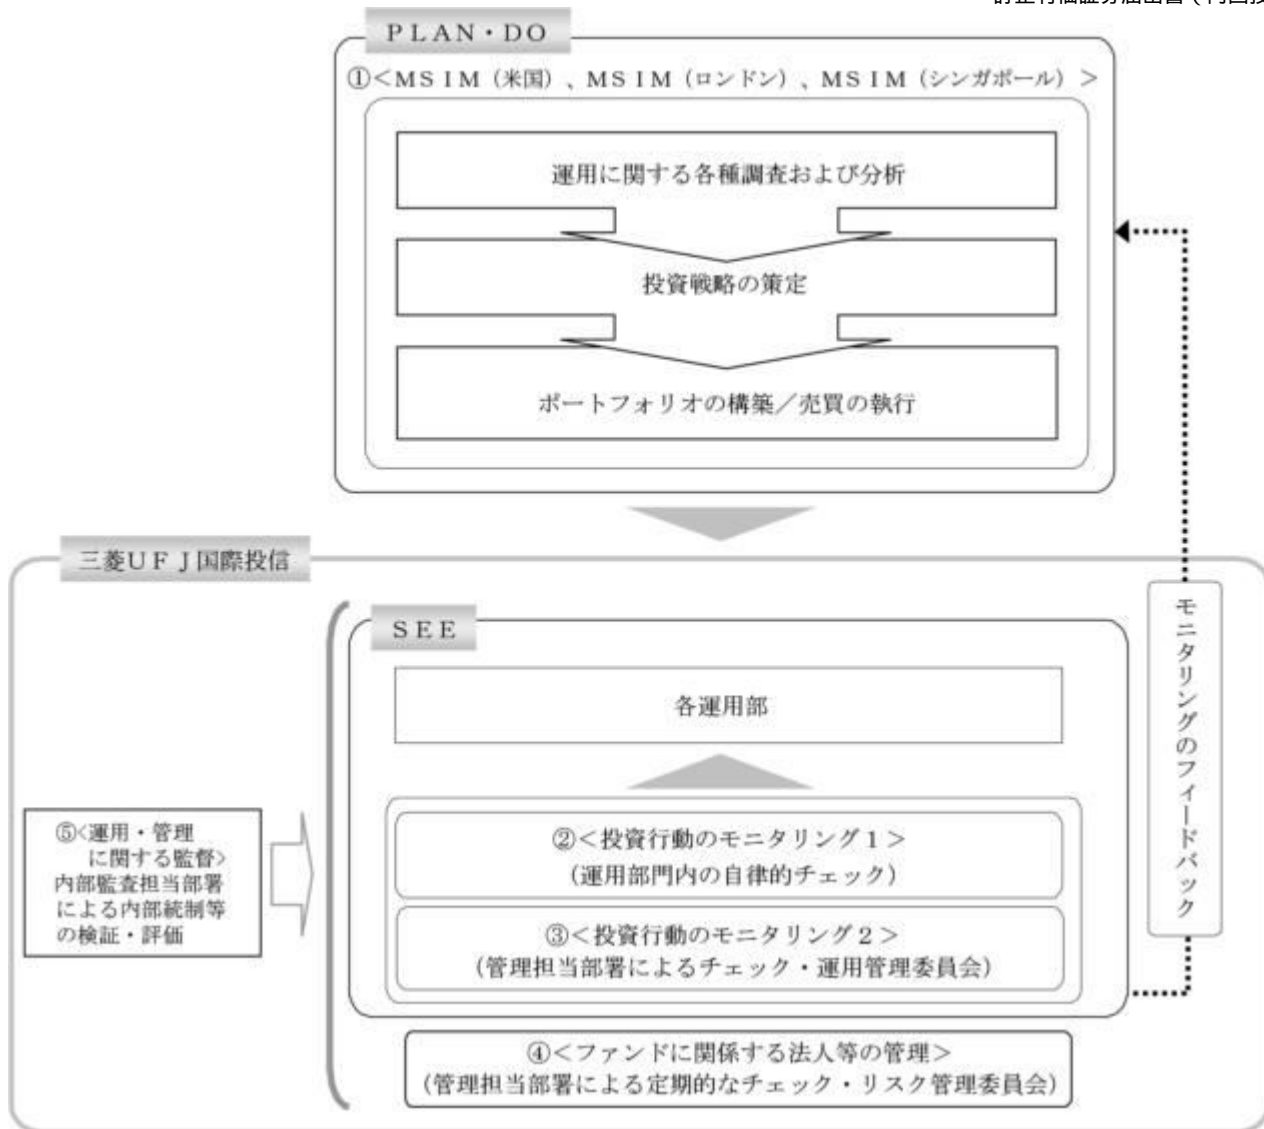 PLAN・DO
①＜MSIM（米国）、MSIM（ロンドン）、MSIM（シンガポール）＞
運用に関する各種調査および分析
投資戦略の策定
ポートフォリオの構築／売買の執行
三菱UFJ国際投信
SEE
各運用部
②＜投資行動のモニタリング1＞
（運用部門内の自律的チェック）
③＜投資行動のモニタリング2＞
（管理担当部署によるチェック・運用管理委員会）
④＜ファンドに関係する法人等の管理＞
（管理担当部署による定期的なチェック・リスク管理委員会）
⑤<運用・管理
に関する監督>
内部監査担当部署
による内部統制等
の検証・評価
モニタリングのフィードバック